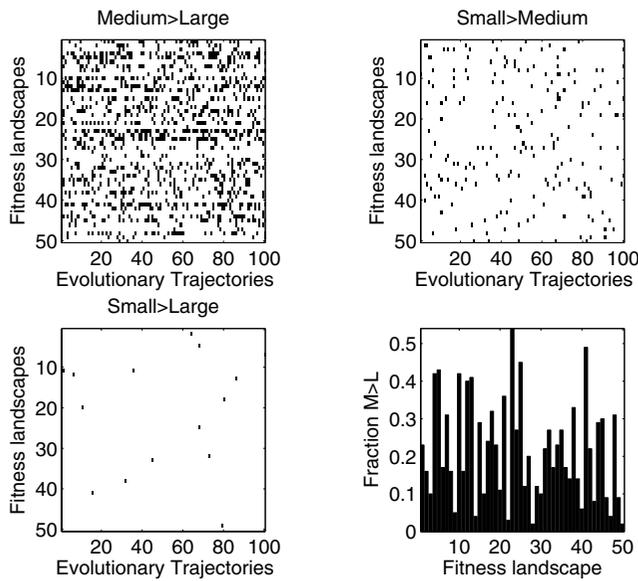 Medium>Large
Fitness landscapes
10
20
30
40
50
20 40 60 80 100
Evolutionary Trajectories
Small>Medium
Fitness landscapes
10
20
30
40
50
20 40 60 80 100
Evolutionary Trajectories
Small>Large
Fitness landscapes
10
20
30
40
50
20 40 60 80 100
Evolutionary Trajectories
Fraction M>L
0.5
0.4
0.3
0.2
0.1
0
10 20 30 40 50
Fitness landscape